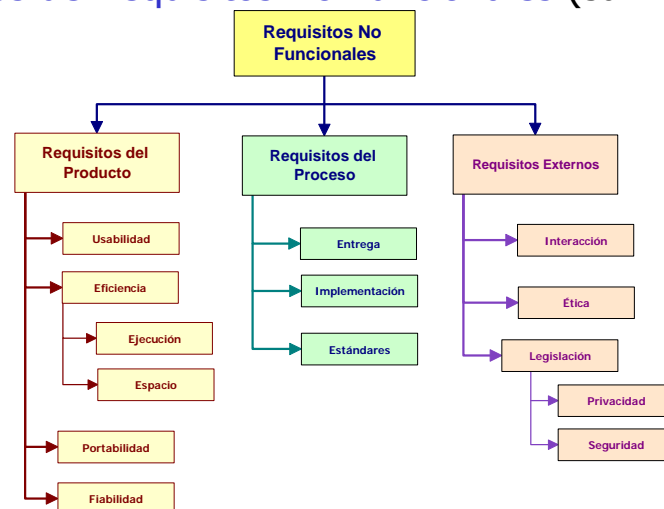 Requisitos No
Funcionales
Requisitos del
Producto
Requisitos del
Proceso
Requisitos Externos
Usabilidad
Eficiencia
Ejecución
Espacio
Portabilidad
Fiabilidad
Entrega
Implementación
Estándares
Interacción
Ética
Legislación
Privacidad
Seguridad